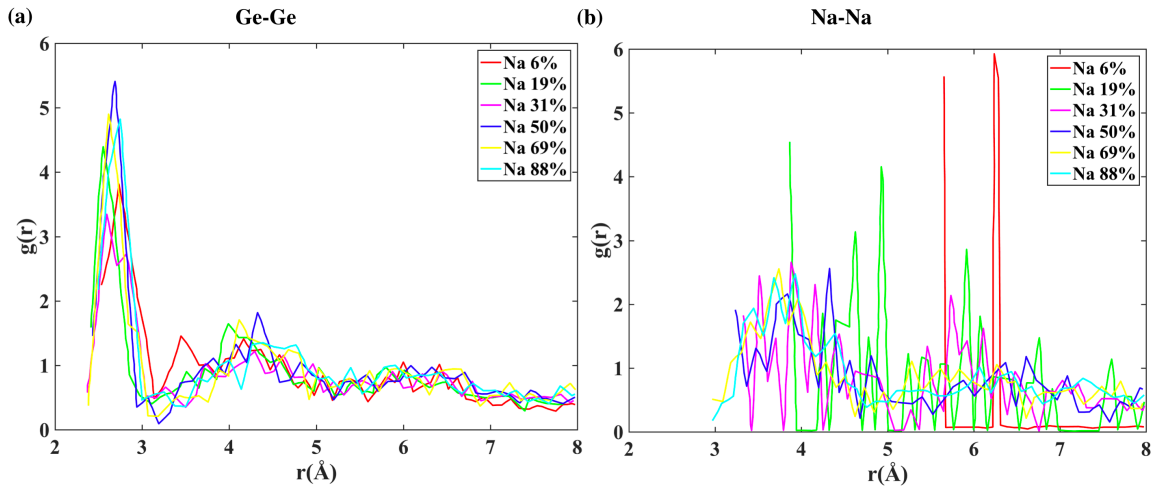 (a) Ge-Ge
6
5
4
3
2
1
0
g(r)
2 3 4 5 6 7 8
r(Å)
Na 6%
Na 19%
Na 31%
Na 50%
Na 69%
Na 88%
(b) Na-Na
6
5
4
3
2
1
0
g(r)
2 3 4 5 6 7 8
r(Å)
Na 6%
Na 19%
Na 31%
Na 50%
Na 69%
Na 88%